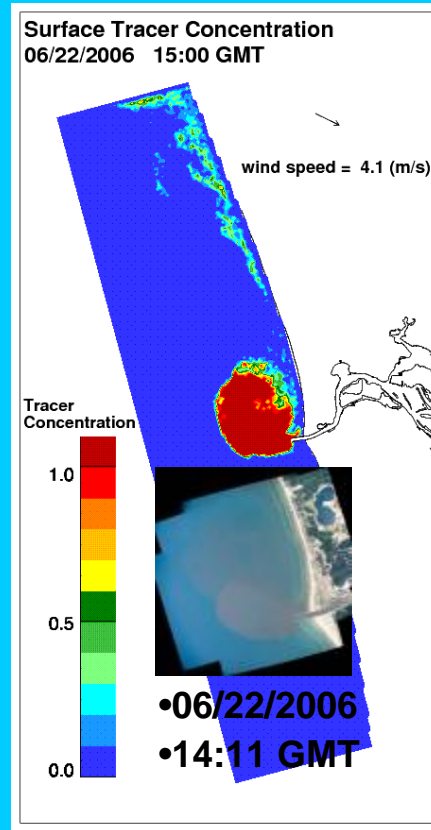 Surface Tracer Concentration
06/22/2006 15:00 GMT
wind speed = 4.1 (m/s)
Tracer
Concentration
1.0
0.5
0.0
•06/22/2006
•14:11 GMT